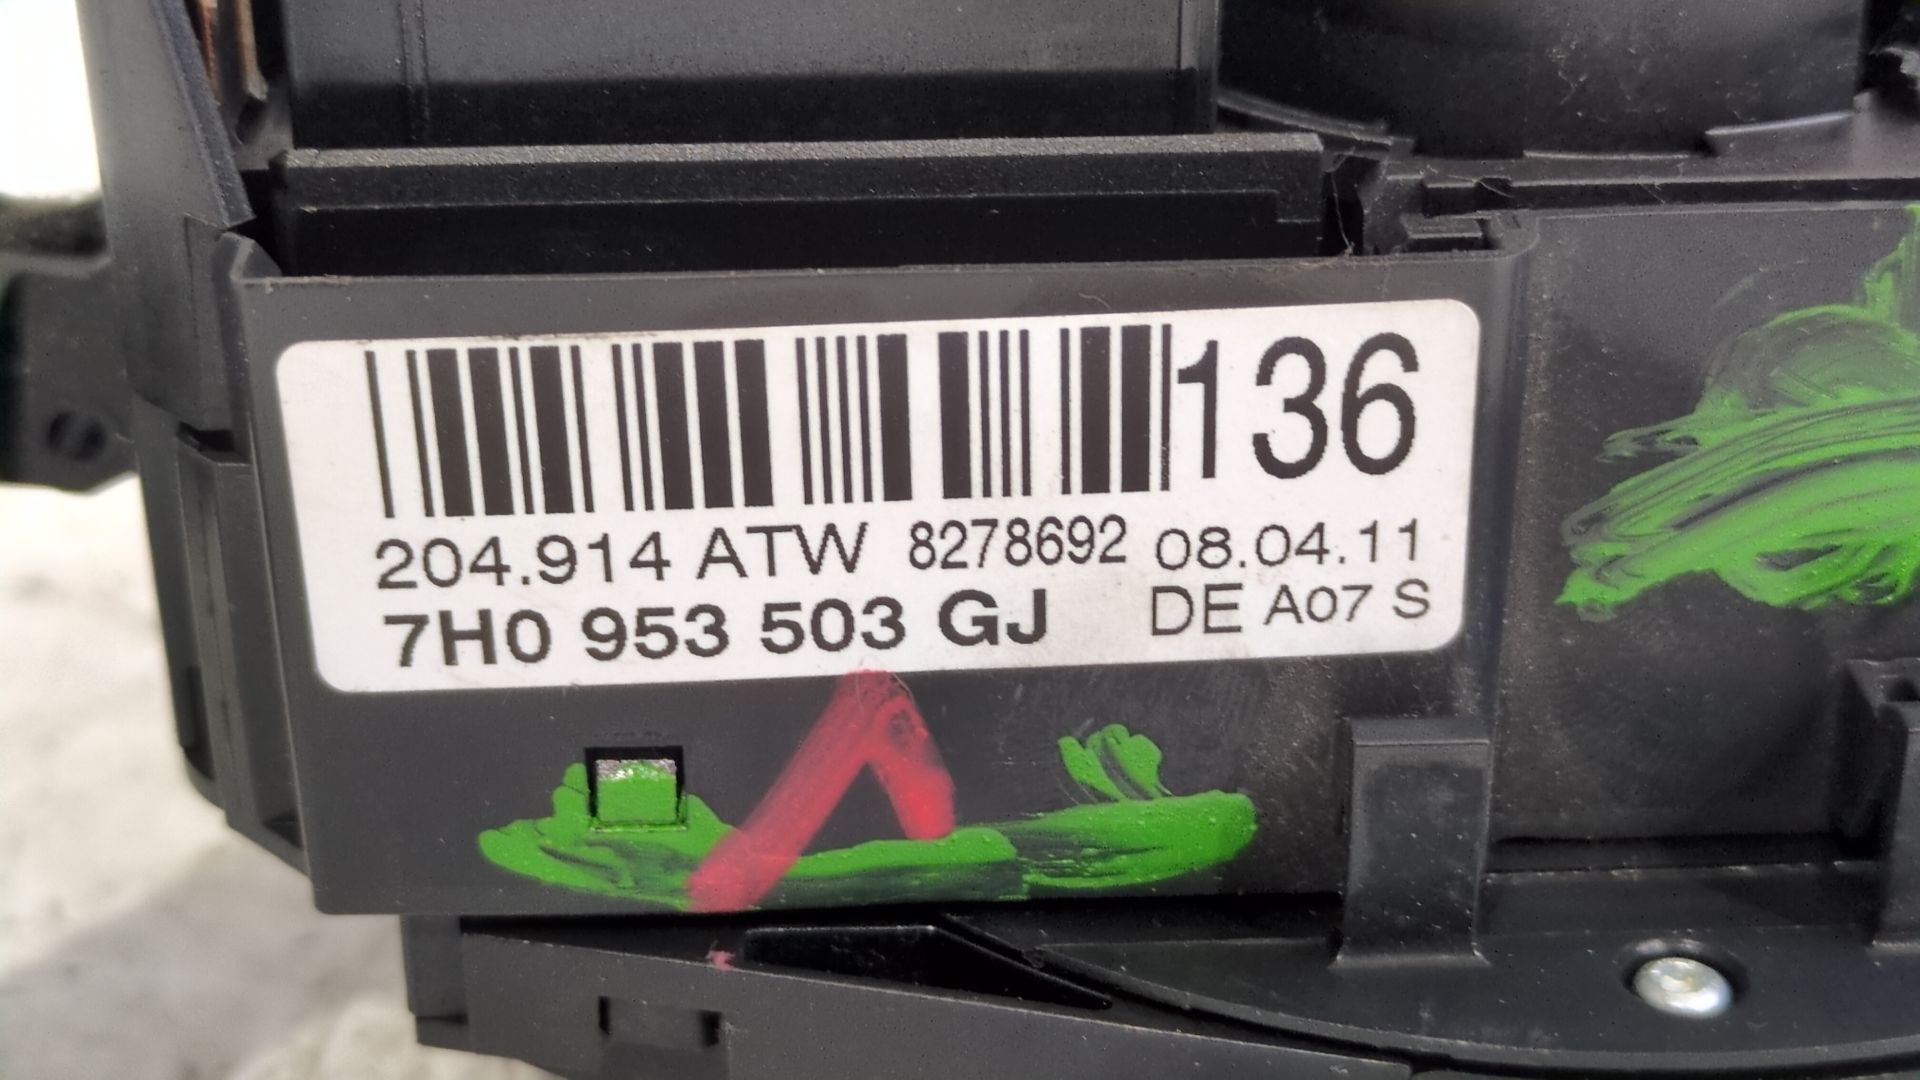 136
204.914 ATW 8278692 08.04.11
7H0 953 503 GJ DE A07 S